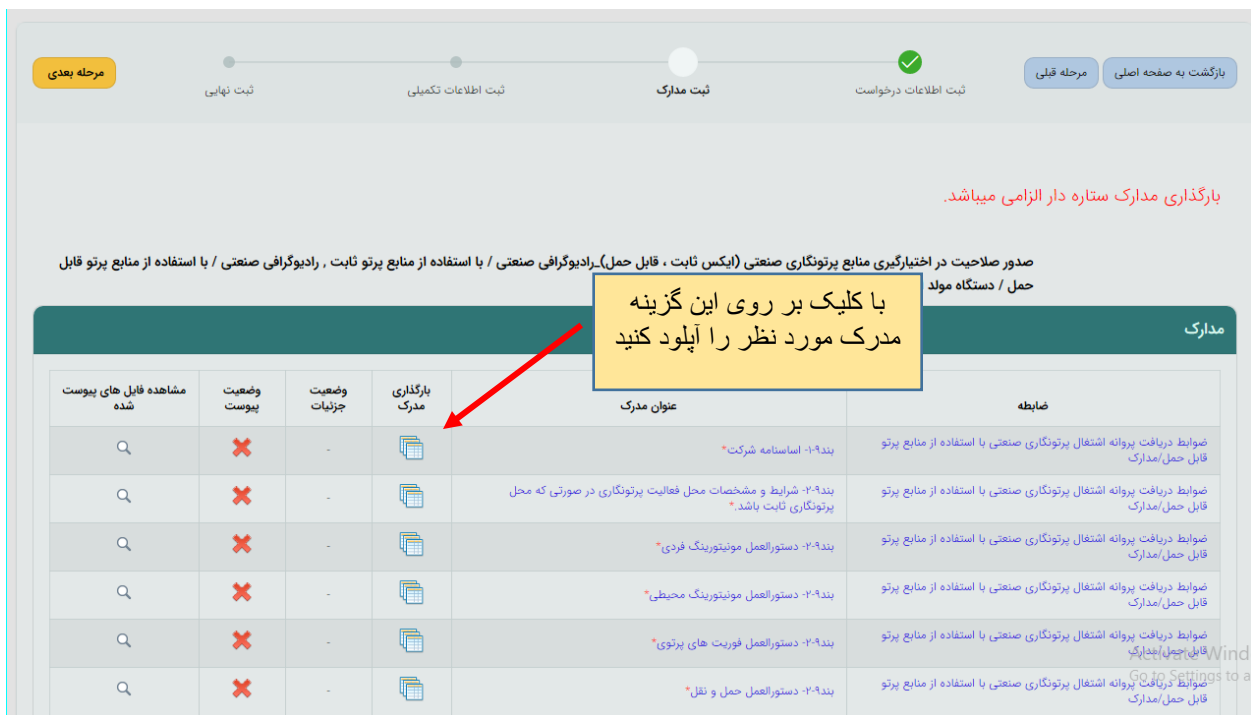 بازگشت به صفحه اصلی
مرحله قبلی
ثبت اطلاعات درخواست
ثبت مدارک
ثبت اطلاعات تکمیلی
ثبت نهایی
مرحله بعدی
بارگذاری مدارک ستاره دار الزامی میباشد.
صدور صلاحیت در اختیارگیری منابع پرتونگاری صنعتی (ایکس ثابت ، قابل حمل)_رادیوگرافی صنعتی / با استفاده از منابع پرتو ثابت , رادیوگرافی صنعتی / با استفاده از منابع پرتو قابل
حمل / دستگاه مولد
با کلیک بر روی این گزینه
مدرک مورد نظر را آپلود کنید
مدارک
ضابطه
عنوان مدرک
بارگذاری
مدرک
وضعیت
جزئیات
وضعیت
پیوست
مشاهده فایل های پیوست
شده
ضوابط دریافت پروانه اشتغال پرتونگاری صنعتی با استفاده از منابع پرتو
قابل حمل/مدارک
بند۹-۱- اساسنامه شرکت*
-
ضوابط دریافت پروانه اشتغال پرتونگاری صنعتی با استفاده از منابع پرتو
قابل حمل/مدارک
بند۹-۲- شرایط و مشخصات محل فعالیت پرتونگاری در صورتی که محل
پرتونگاری ثابت باشد.*
-
ضوابط دریافت پروانه اشتغال پرتونگاری صنعتی با استفاده از منابع پرتو
قابل حمل/مدارک
بند۹-۲- دستورالعمل مونیتورینگ فردی*
-
ضوابط دریافت پروانه اشتغال پرتونگاری صنعتی با استفاده از منابع پرتو
قابل حمل/مدارک
بند۹-۲- دستورالعمل مونیتورینگ محیطی*
-
ضوابط دریافت پروانه اشتغال پرتونگاری صنعتی با استفاده از منابع پرتو
قابل حمل/مدارک
بند۹-۲- دستورالعمل فوریت های پرتوی*
-
ضوابط دریافت پروانه اشتغال پرتونگاری صنعتی با استفاده از منابع پرتو
قابل حمل/مدارک
بند۹-۲- دستورالعمل حمل و نقل*
-
Activate Wind
Go to Settings to a